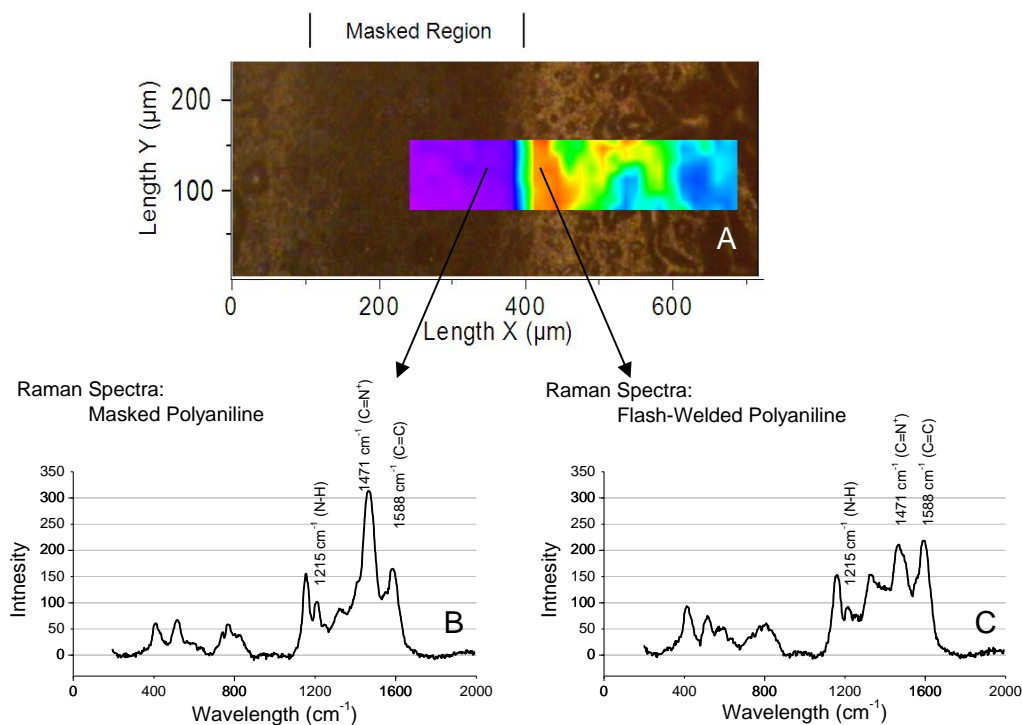 Masked Region
Length Y (µm)
200
100
A
0
200
400
600
Length X (µm)
Raman Spectra:
Masked Polyaniline
1215 cm⁻¹ (N-H)
1471 cm⁻¹ (C=N⁺)
1588 cm⁻¹ (C=C)
Intnesity
350
300
250
200
150
100
50
0
B
0
400
800
1200
1600
2000
Wavelength (cm⁻¹)
Raman Spectra:
Flash-Welded Polyaniline
1215 cm⁻¹ (N-H)
1471 cm⁻¹ (C=N⁺)
1588 cm⁻¹ (C=C)
Intnesity
350
300
250
200
150
100
50
0
C
0
400
800
1200
1600
2000
Wavelength (cm⁻¹)